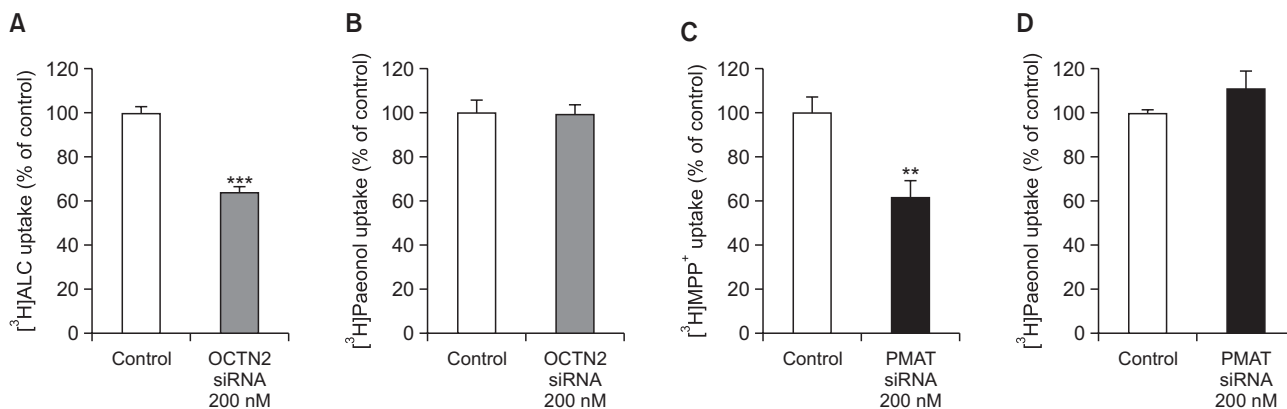 A
B
C
D
[³H]ALC uptake (% of control)
120
100
80
60
40
20
0
***
Control
OCTN2
siRNA
200 nM
[³H]Paeonol uptake (% of control)
120
100
80
60
40
20
0
Control
OCTN2
siRNA
200 nM
[³H]MPP⁺ uptake (% of control)
120
100
80
60
40
20
0
**
Control
PMAT
siRNA
200 nM
[³H]Paeonol uptake (% of control)
120
100
80
60
40
20
0
Control
PMAT
siRNA
200 nM